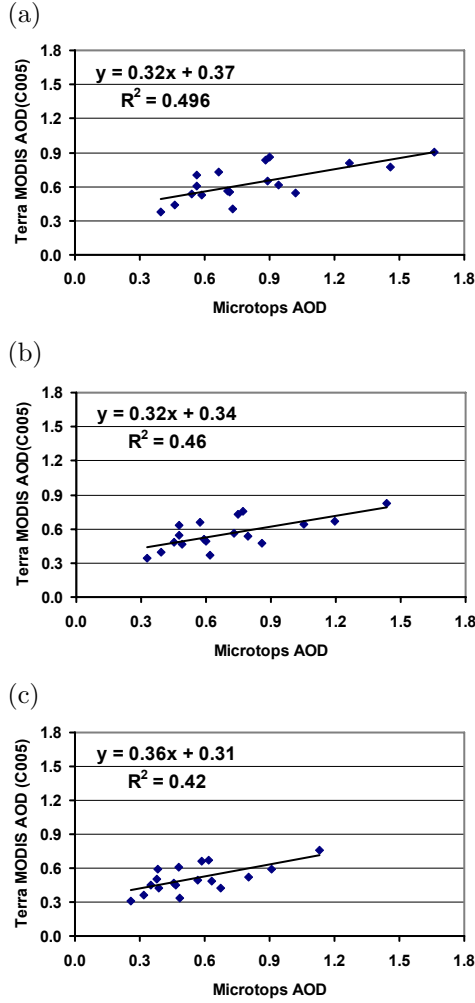 (a)
y = 0.32x + 0.37
R² = 0.496
Terra MODIS AOD(C005)
1.8
1.5
1.2
0.9
0.6
0.3
0.0
0.0 0.3 0.6 0.9 1.2 1.5 1.8
Microtops AOD
(b)
y = 0.32x + 0.34
R² = 0.46
Terra MODIS AOD(C005)
1.8
1.5
1.2
0.9
0.6
0.3
0.0
0.0 0.3 0.6 0.9 1.2 1.5 1.8
Microtops AOD
(c)
y = 0.36x + 0.31
R² = 0.42
Terra MODIS AOD (C005)
1.8
1.5
1.2
0.9
0.6
0.3
0.0
0.0 0.3 0.6 0.9 1.2 1.5 1.8
Microtops AOD